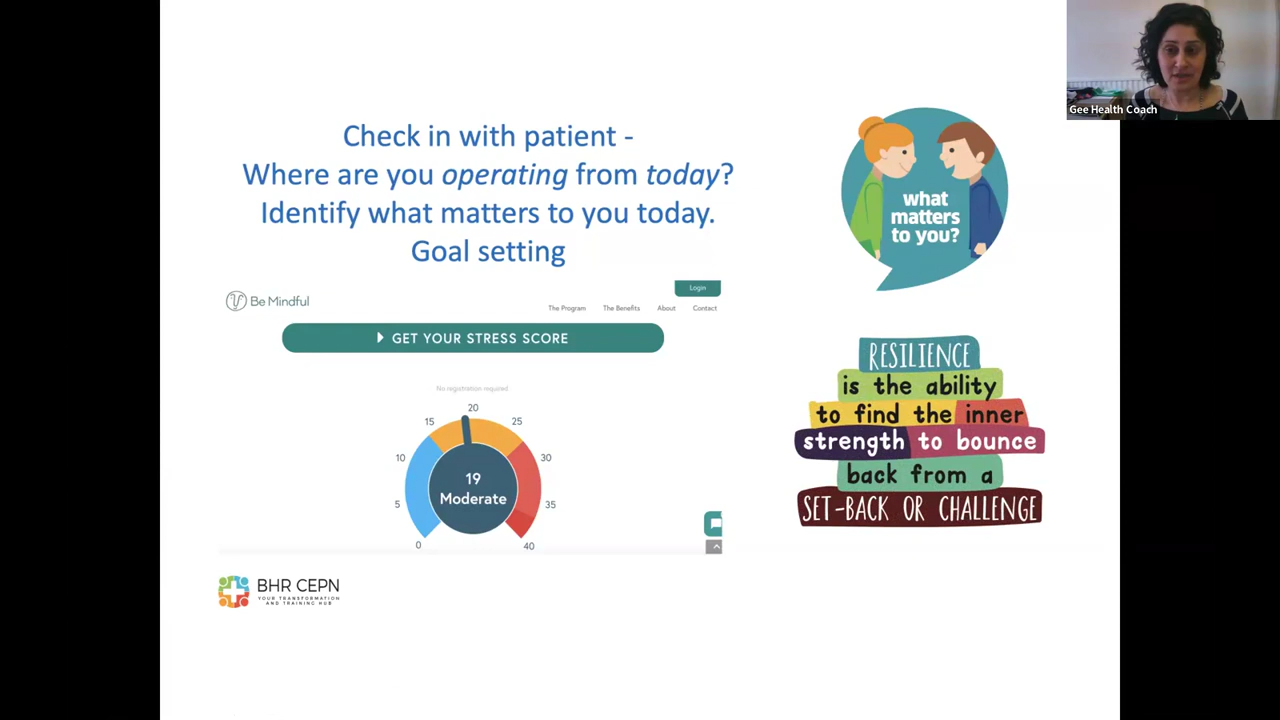 Check in with patient -
Where are you operating from today?
Identify what matters to you today.
Goal setting
Be Mindful
Login
The Program The Benefits About Contact
GET YOUR STRESS SCORE
No registration required
0
5
10
15
20
25
30
35
40
19
Moderate
BHR CEPN
YOUR TRANSFORMATION
AND TRAINING HUB
what
matters
to you?
RESILIENCE
is the ability
to find the inner
strength to bounce
back from a
SET-BACK OR CHALLENGE
Gee Health Coach